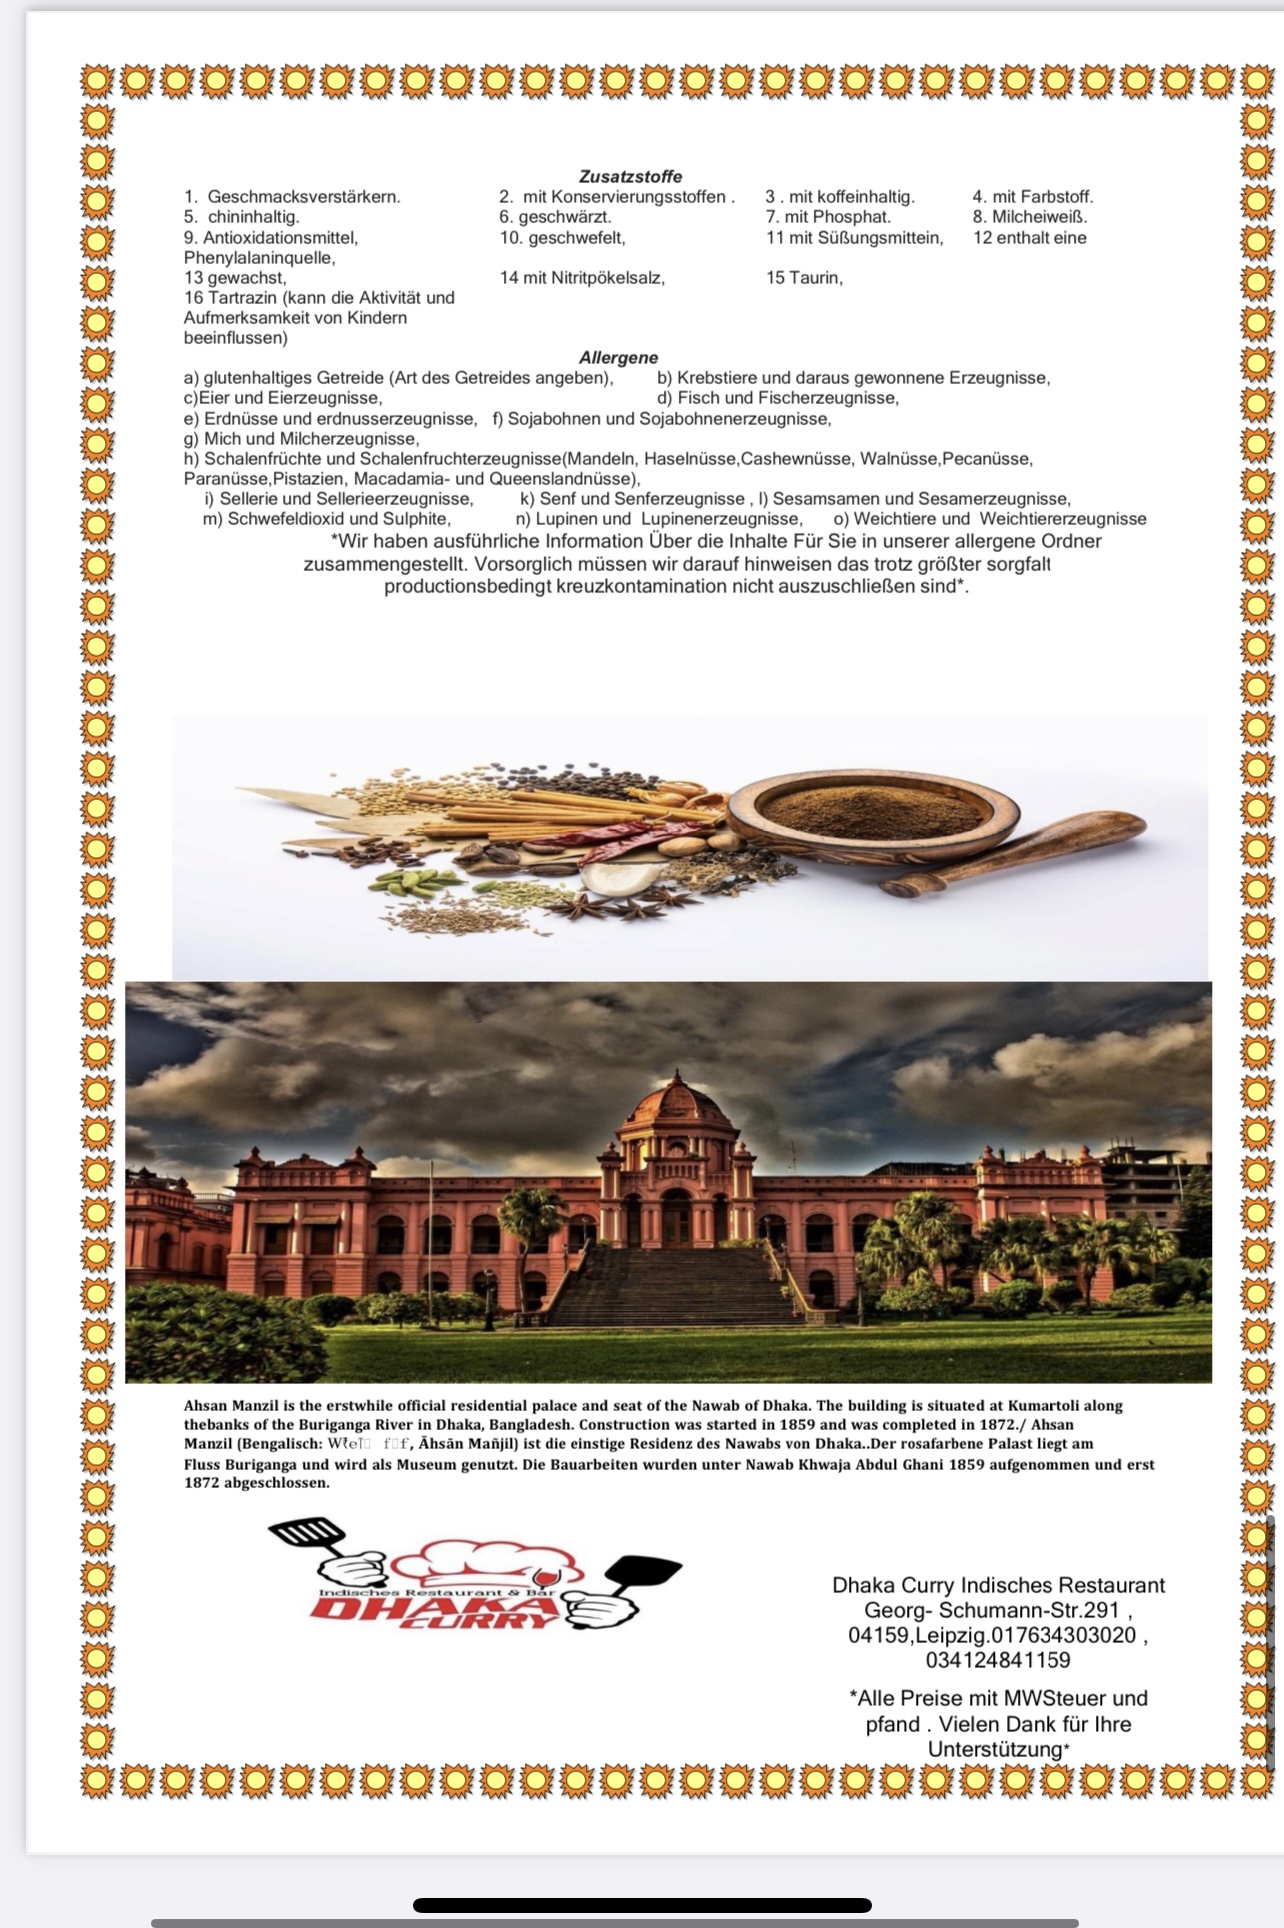 Zusatzstoffe
1. Geschmacksverstärkern. 2. mit Konservierungsstoffen . 3 . mit koffeinhaltig. 4. mit Farbstoff.
5. chininhaltig. 6. geschwärzt. 7. mit Phosphat. 8. Milcheiweiß.
9. Antioxidationsmittel, 10. geschwefelt, 11 mit Süßungsmittein, 12 enthalt eine
Phenylalaninquelle,
13 gewachst, 14 mit Nitritpökelsalz, 15 Taurin,
16 Tartrazin (kann die Aktivität und
Aufmerksamkeit von Kindern
beeinflussen)
Allergene
a) glutenhaltiges Getreide (Art des Getreides angeben), b) Krebstiere und daraus gewonnene Erzeugnisse,
c)Eier und Eierzeugnisse, d) Fisch und Fischerzeugnisse,
e) Erdnüsse und erdnusserzeugnisse, f) Sojabohnen und Sojabohnenerzeugnisse,
g) Mich und Milcherzeugnisse,
h) Schalenfrüchte und Schalenfruchterzeugnisse(Mandeln, Haselnüsse,Cashewnüsse, Walnüsse,Pecanüsse,
Paranüsse,Pistazien, Macadamia- und Queenslandnüsse),
i) Sellerie und Sellerieerzeugnisse, k) Senf und Senferzeugnisse , l) Sesamsamen und Sesamerzeugnisse,
m) Schwefeldioxid und Sulphite, n) Lupinen und Lupinenerzeugnisse, o) Weichtiere und Weichtiererzeugnisse
*Wir haben ausführliche Information Über die Inhalte Für Sie in unserer allergene Ordner
zusammengestellt. Vorsorglich müssen wir darauf hinweisen das trotz größter sorgfalt
productionsbedingt kreuzkontamination nicht auszuschließen sind*.
Ahsan Manzil is the erstwhile official residential palace and seat of the Nawab of Dhaka. The building is situated at Kumartoli along
thebanks of the Buriganga River in Dhaka, Bangladesh. Construction was started in 1859 and was completed in 1872./ Ahsan
Manzil (Bengalisch: , Āhsān Mañjil) ist die einstige Residenz des Nawabs von Dhaka..Der rosafarbene Palast liegt am
Fluss Buriganga und wird als Museum genutzt. Die Bauarbeiten wurden unter Nawab Khwaja Abdul Ghani 1859 aufgenommen und erst
1872 abgeschlossen.
Indisches Restaurant & Bar
DHAKA
CURRY
Dhaka Curry Indisches Restaurant
Georg- Schumann-Str.291 ,
04159,Leipzig.017634303020 ,
034124841159
*Alle Preise mit MWSteuer und
pfand . Vielen Dank für Ihre
Unterstützung*